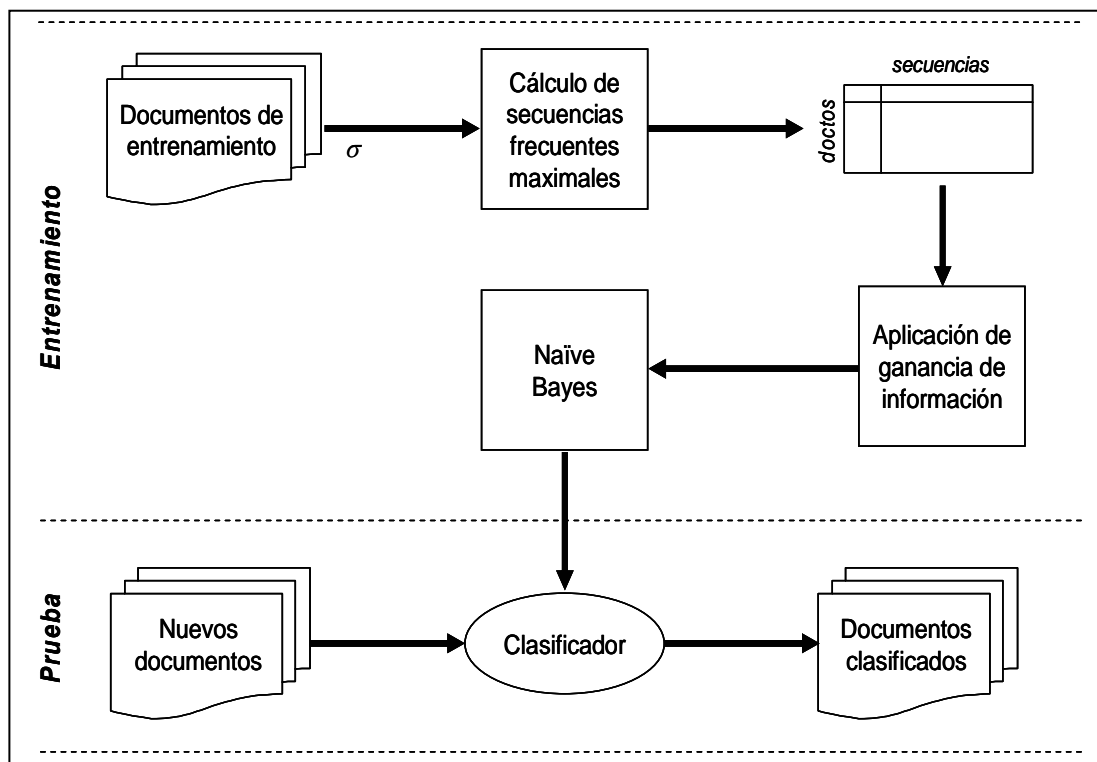 Entrenamiento
Documentos de
entrenamiento
σ
Cálculo de
secuencias
frecuentes
maximales
secuencias
doctos
Naïve
Bayes
Aplicación de
ganancia de
información
Prueba
Nuevos
documentos
Clasificador
Documentos
clasificados